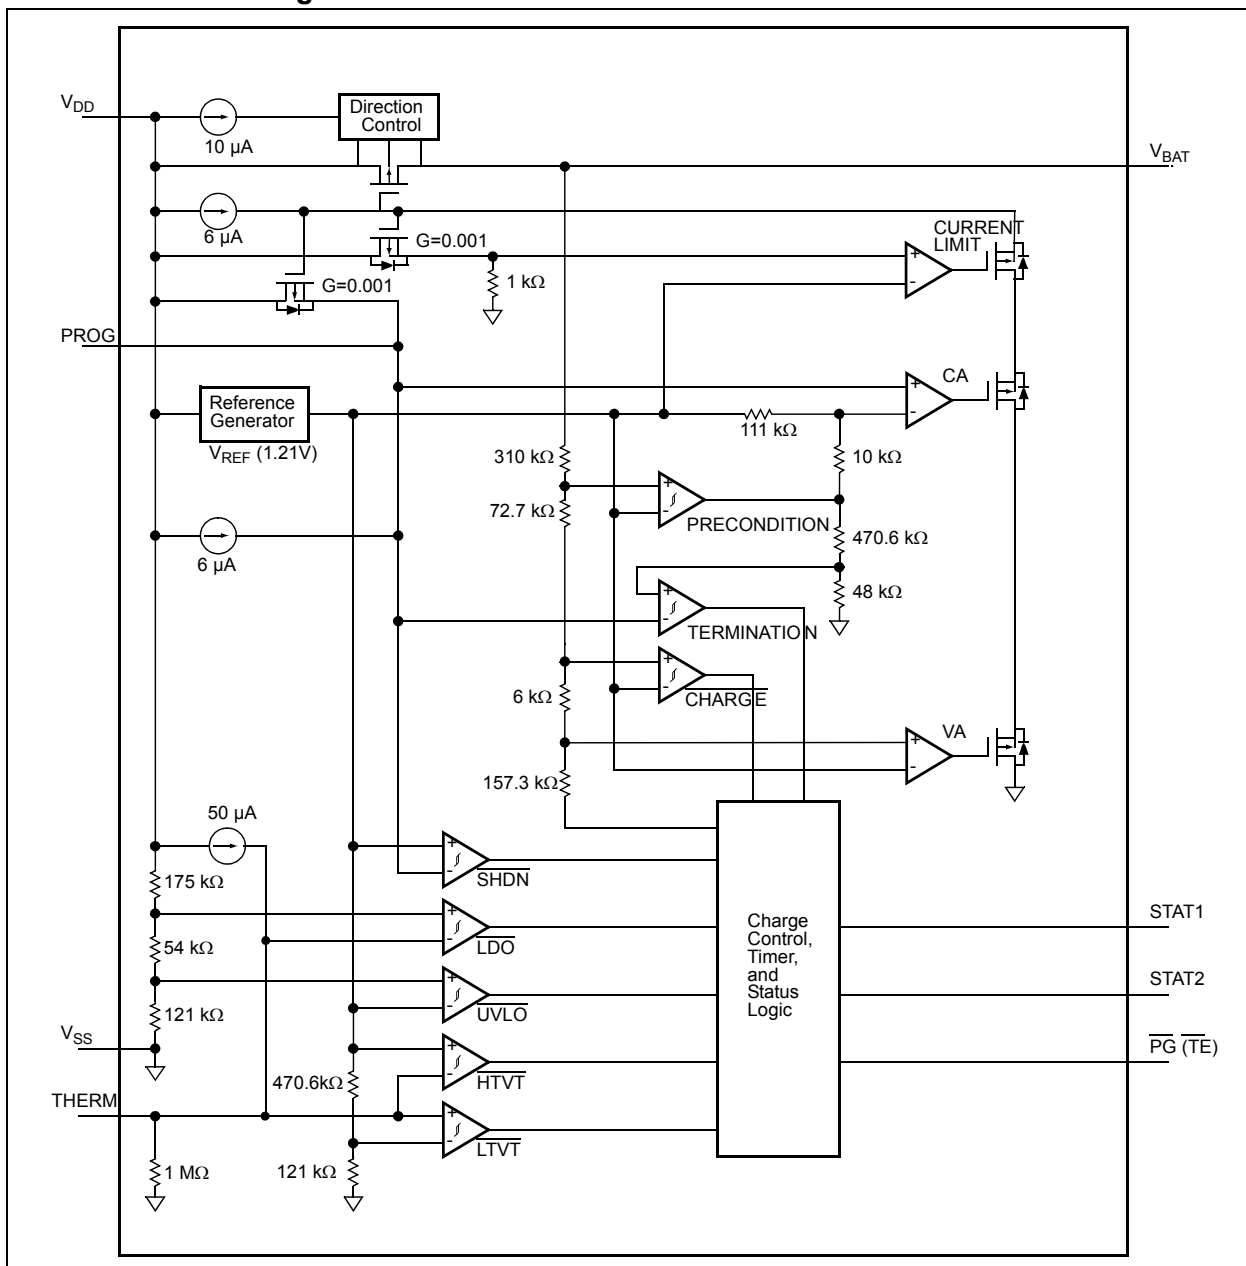 g
V_DD
Direction
Control
10 µA
V_BAT
6 µA
CURRENT
LIMIT
G=0.001
+
-
1 kΩ
G=0.001
PROG
CA
+
-
Reference
Generator
111 kΩ
V_REF (1.21V)
310 kΩ
10 kΩ
+
-
72.7 kΩ
PRECONDITION
470.6 kΩ
6 µA
+
-
48 kΩ
TERMINATION
+
-
6 kΩ
CHARGE
VA
+
-
157.3 kΩ
50 µA
+
-
SHDN
175 kΩ
+
-
LDO
54 kΩ
Charge
Control,
Timer,
and
Status
Logic
STAT1
+
-
UVLO
121 kΩ
STAT2
V_SS
+
-
HTVT
PG (TE)
470.6kΩ
THERM
+
-
LTVT
1 MΩ
121 kΩ